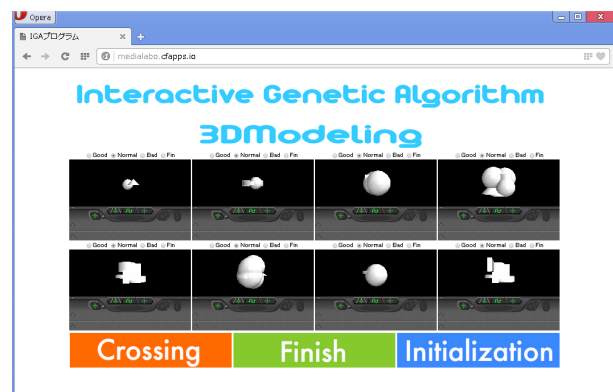 Opera
IGAプログラム
medialabo.cfapps.io
Interactive Genetic Algorithm
3DModeling
Good Normal Bad Fin Good Normal Bad Fin Good Normal Bad Fin Good Normal Bad Fin
Good Normal Bad Fin Good Normal Bad Fin Good Normal Bad Fin Good Normal Bad Fin
Crossing Finish Initialization